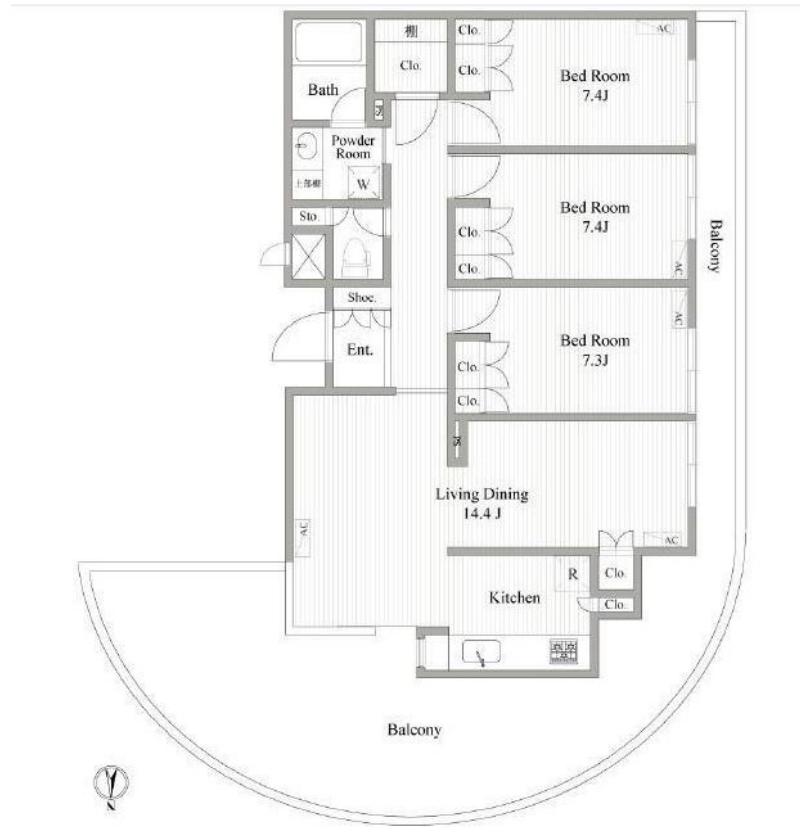 Clo.
棚
Clo.
Clo.
AC
Bath
Bed Room
7.4J
PS
Powder
Room
上部棚
W
Bed Room
7.4J
Sto.
Clo.
Clo.
AC
Balcony
Shoe.
Ent.
Bed Room
7.3J
AC
Clo.
Clo.
PS
Living Dining
14.4 J
AC
AC
Kitchen
R
Clo.
Clo.
Balcony
N